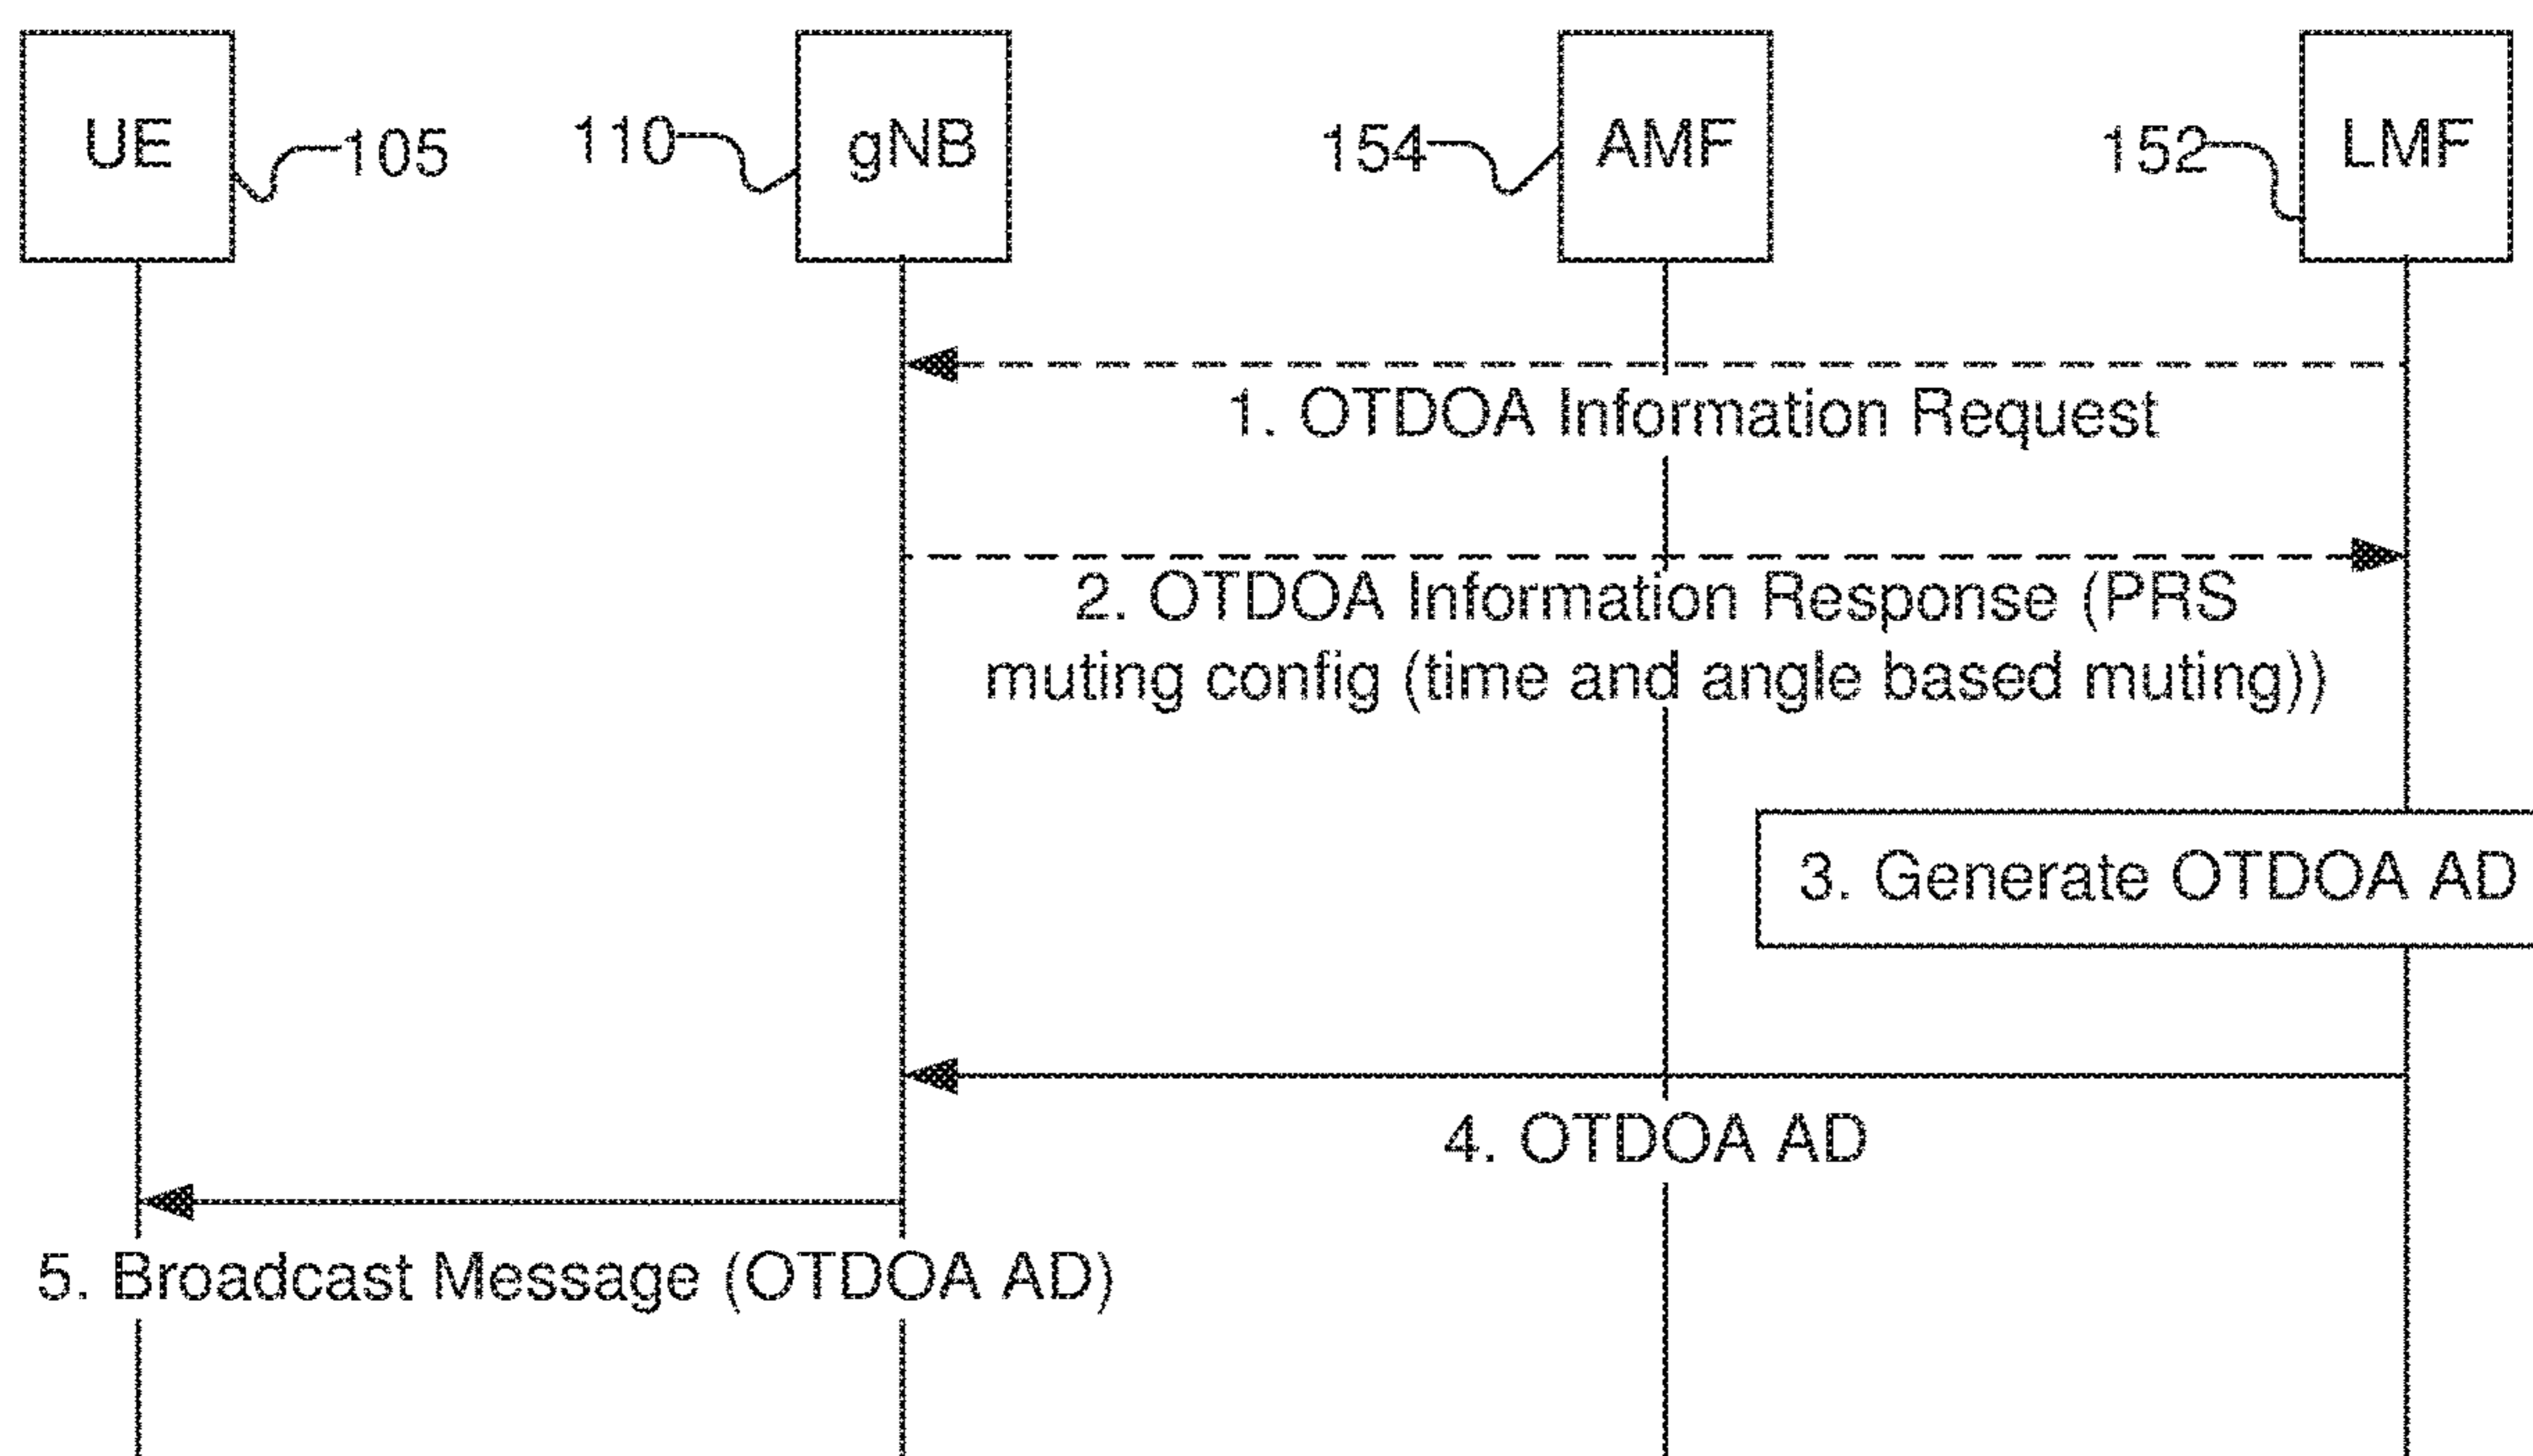 UE
105
110
gNB
154
AMF
152
LMF
1. OTDOA Information Request
2. OTDOA Information Response (PRS
muting config (time and angle based muting))
3. Generate OTDOA AD
4. OTDOA AD
5. Broadcast Message (OTDOA AD)